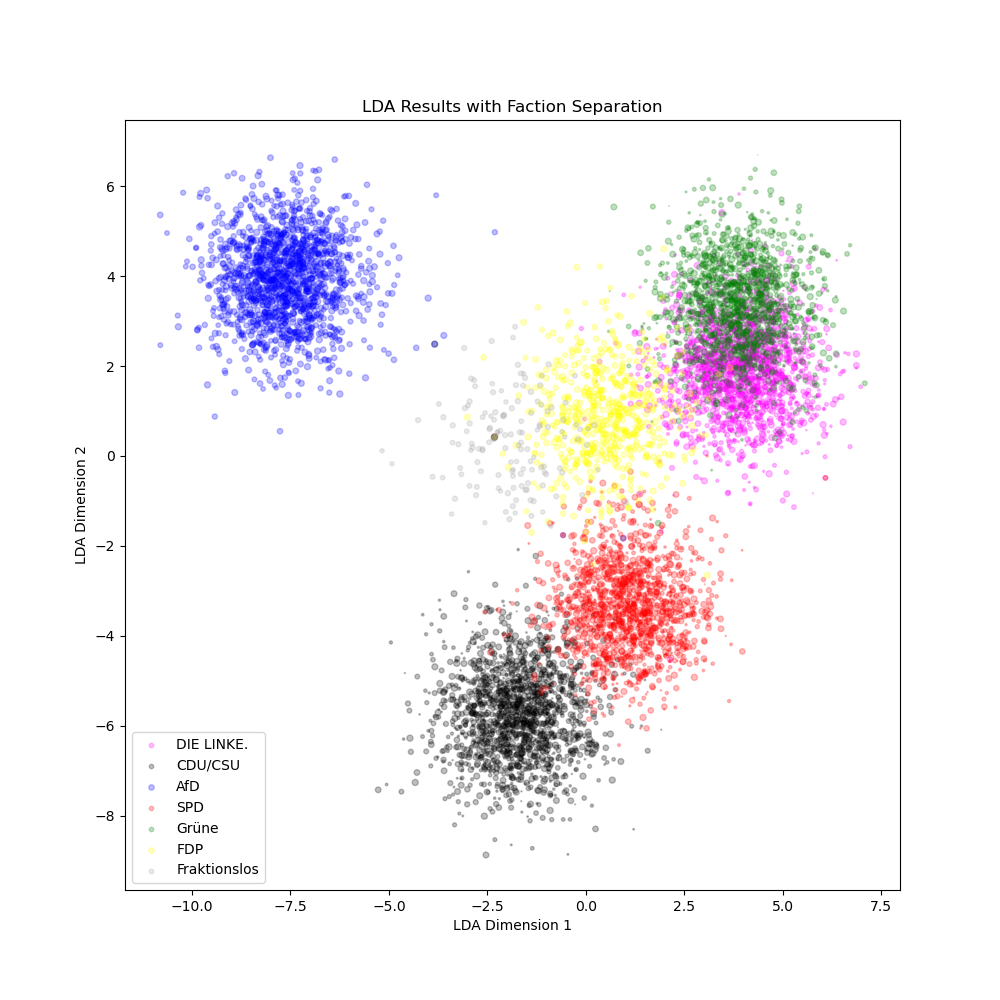 LDA Results with Faction Separation
LDA Dimension 2
6
4
2
0
−2
−4
−6
−8
DIE LINKE.
CDU/CSU
AfD
SPD
Grüne
FDP
Fraktionslos
−10.0 −7.5 −5.0 −2.5 0.0 2.5 5.0 7.5
LDA Dimension 1